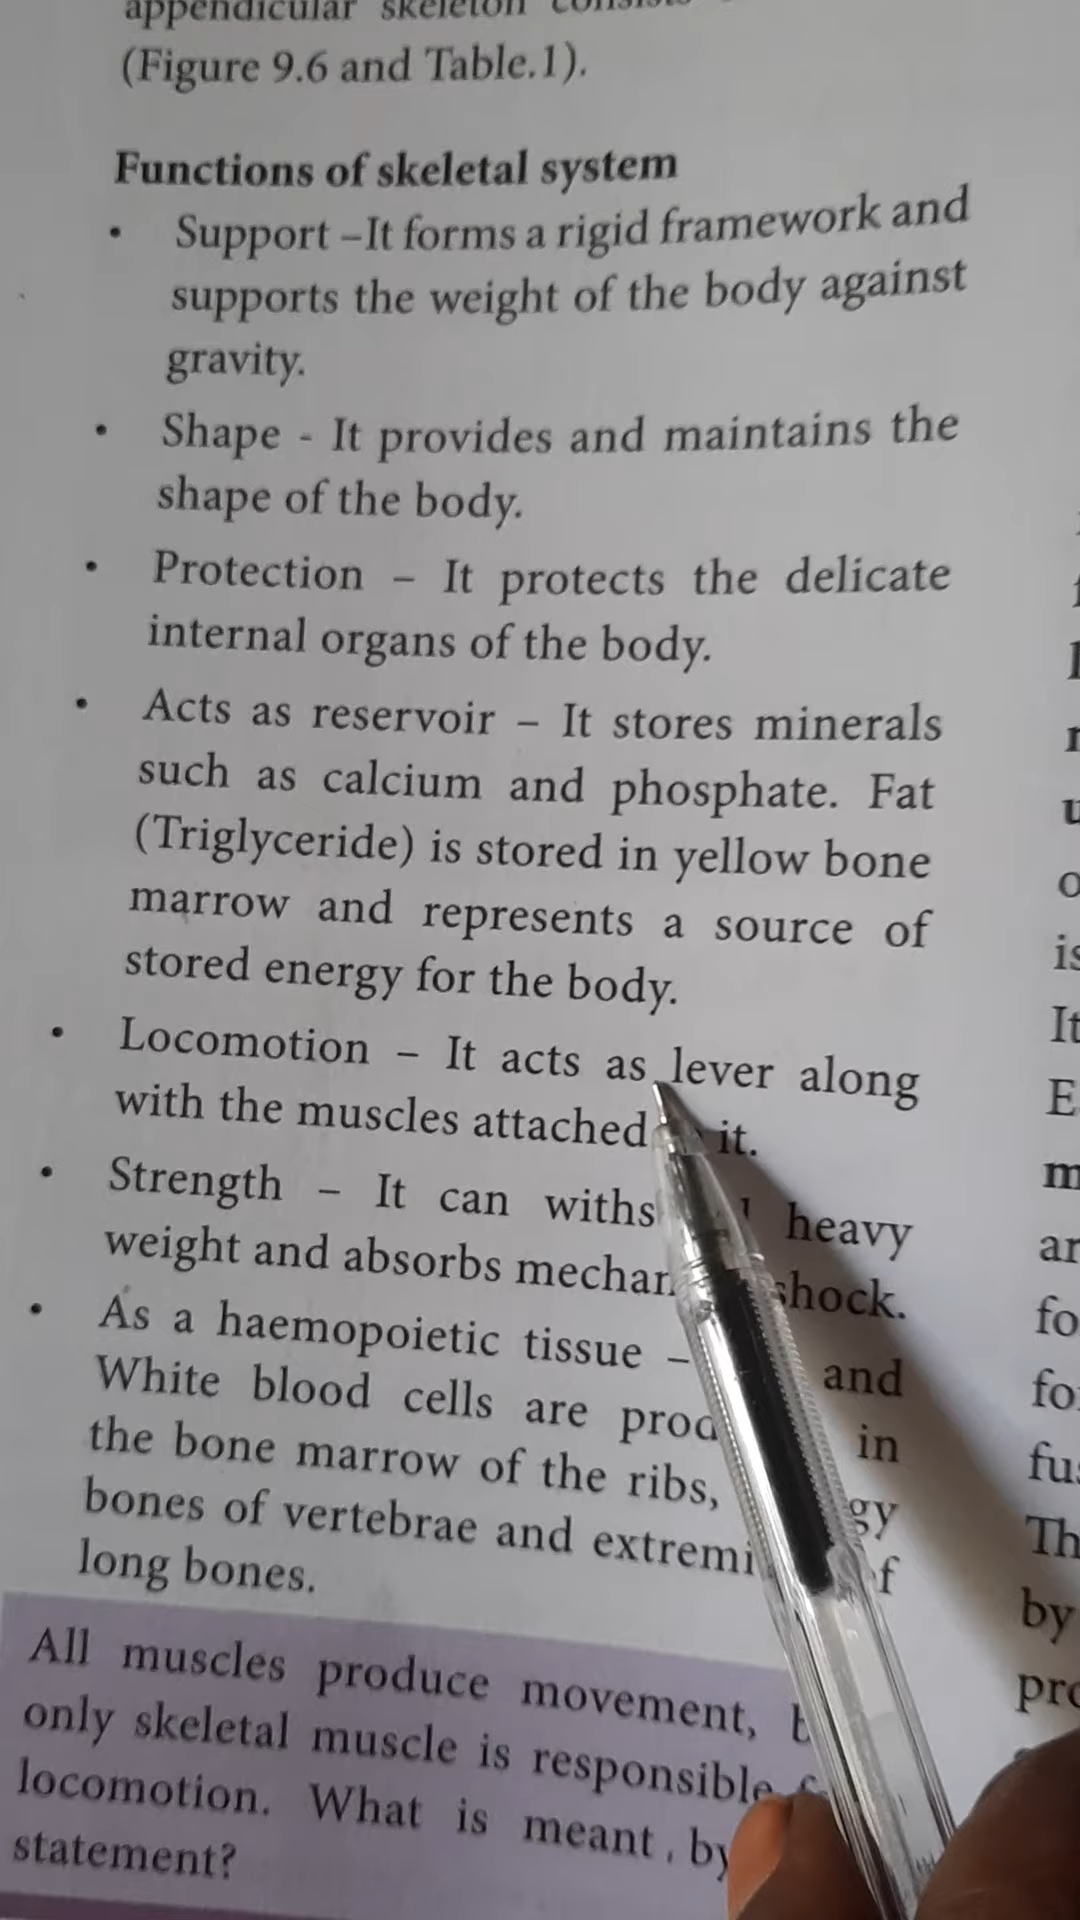 appendicular skeleton consists
(Figure 9.6 and Table.1).
Functions of skeletal system
• Support –It forms a rigid framework and
supports the weight of the body against
gravity.
• Shape - It provides and maintains the
shape of the body.
• Protection – It protects the delicate
internal organs of the body.
• Acts as reservoir – It stores minerals
such as calcium and phosphate. Fat
(Triglyceride) is stored in yellow bone
marrow and represents a source of
stored energy for the body.
• Locomotion – It acts as lever along
with the muscles attached it.
• Strength – It can heavy
weight and absorbs shock.
• As a haemopoietic tissue – and
White blood cells are in
the bone marrow of the ribs,
bones of vertebrae and
long bones.
All muscles produce movement,
only skeletal muscle is responsible
locomotion. What is meant by
statement?